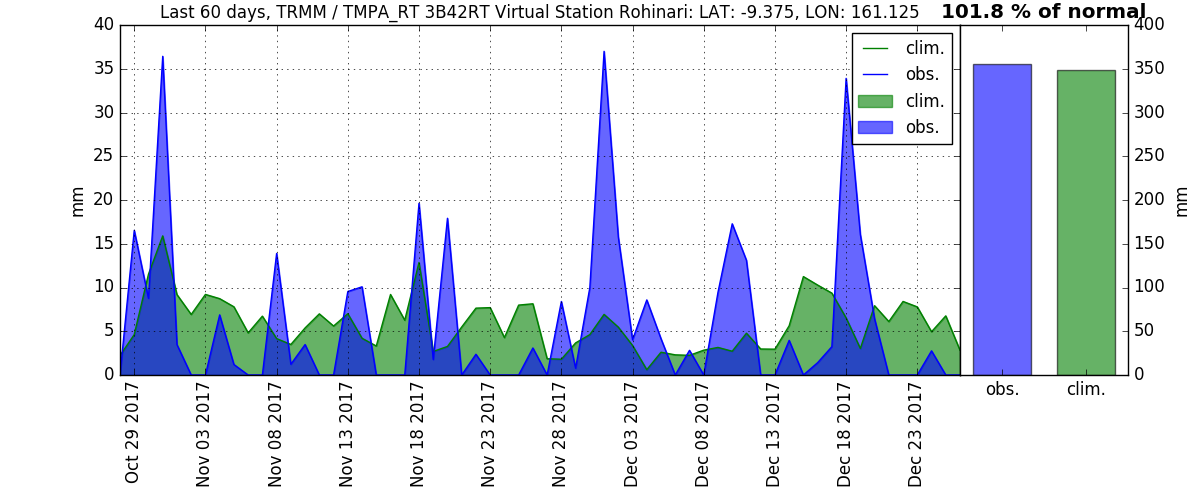 Last 60 days, TRMM / TMPA_RT 3B42RT Virtual Station Rohinari: LAT: -9.375, LON: 161.125 101.8 % of normal
40
35
30
25
20
15
10
5
0
mm
clim.
obs.
clim.
obs.
400
350
300
250
200
150
100
50
0
mm
obs.
clim.
Oct 29 2017
Nov 03 2017
Nov 08 2017
Nov 13 2017
Nov 18 2017
Nov 23 2017
Nov 28 2017
Dec 03 2017
Dec 08 2017
Dec 13 2017
Dec 18 2017
Dec 23 2017